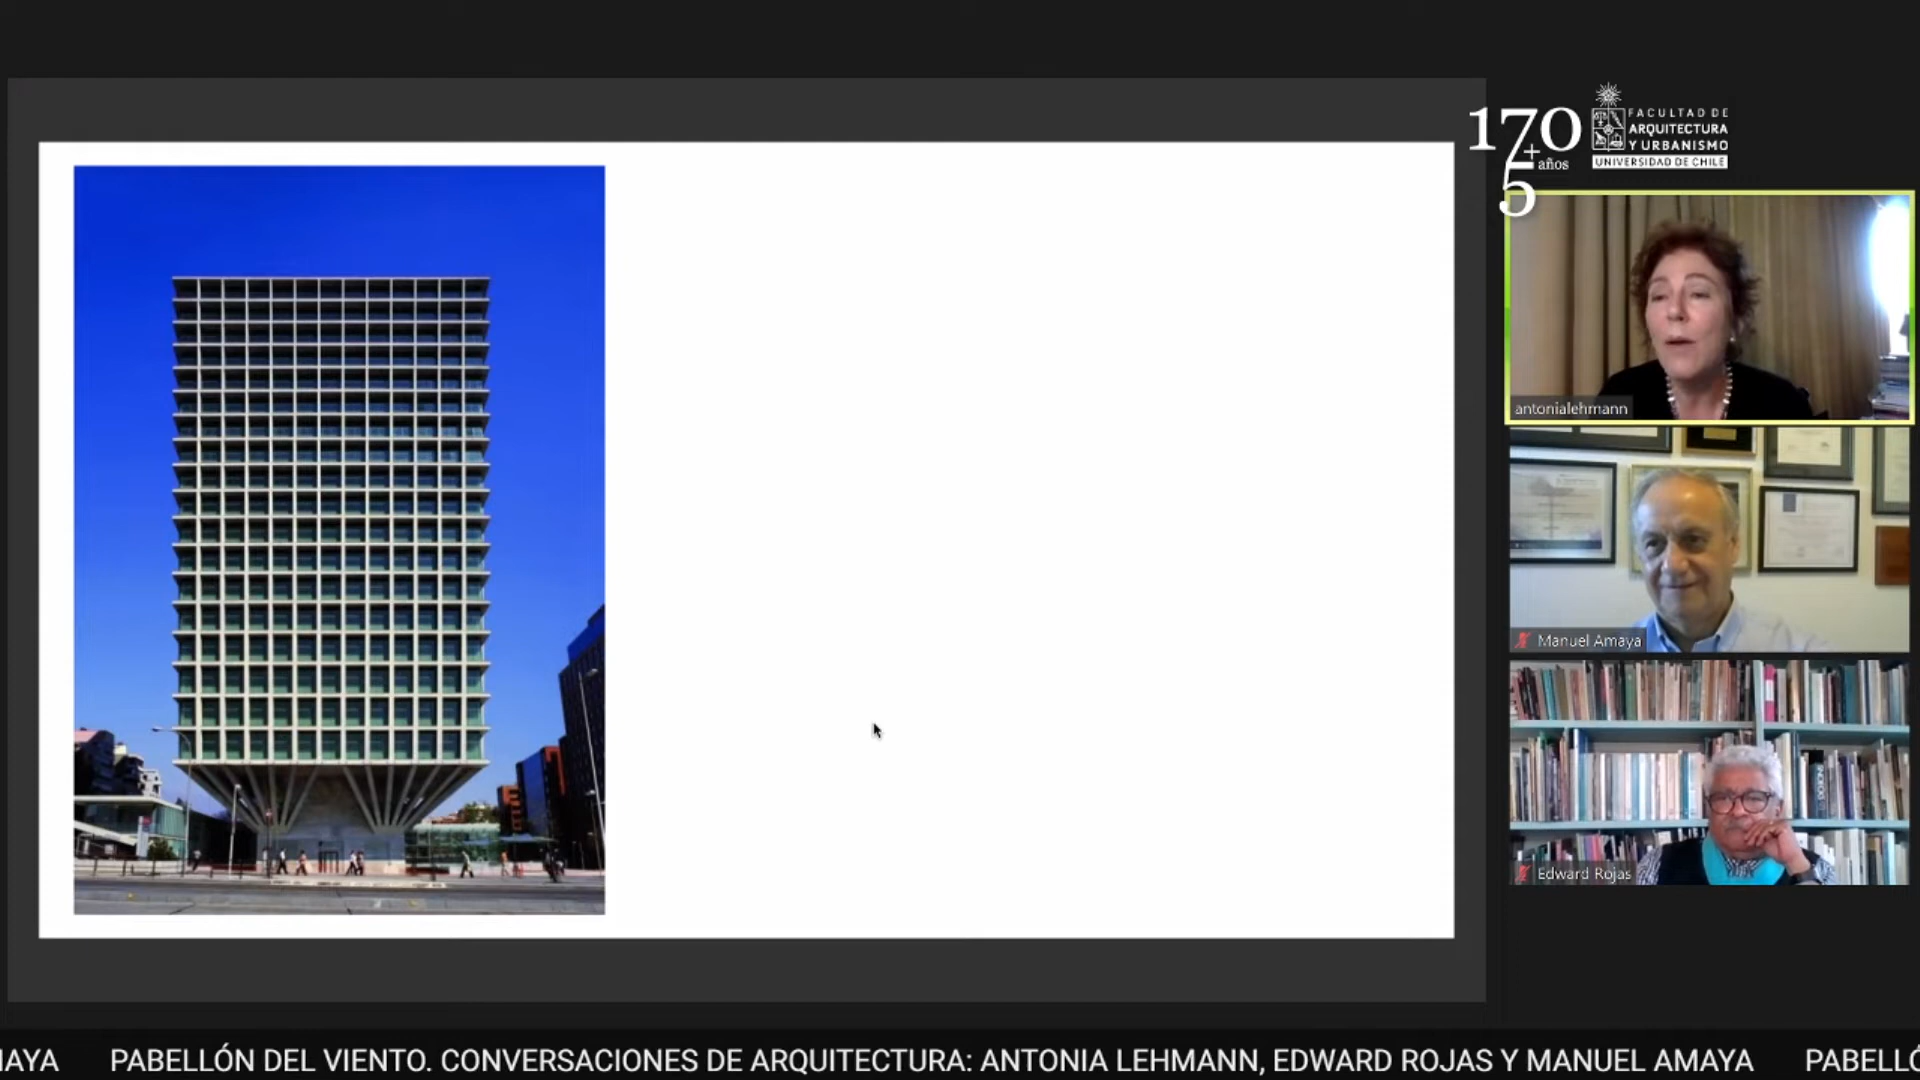 170
+5
años
FACULTAD DE
ARQUITECTURA
Y URBANISMO
UNIVERSIDAD DE CHILE
antonialehmann
Manuel Amaya
Edward Rojas
MAYA PABELLÓN DEL VIENTO. CONVERSACIONES DE ARQUITECTURA: ANTONIA LEHMANN, EDWARD ROJAS Y MANUEL AMAYA PABELLÓ